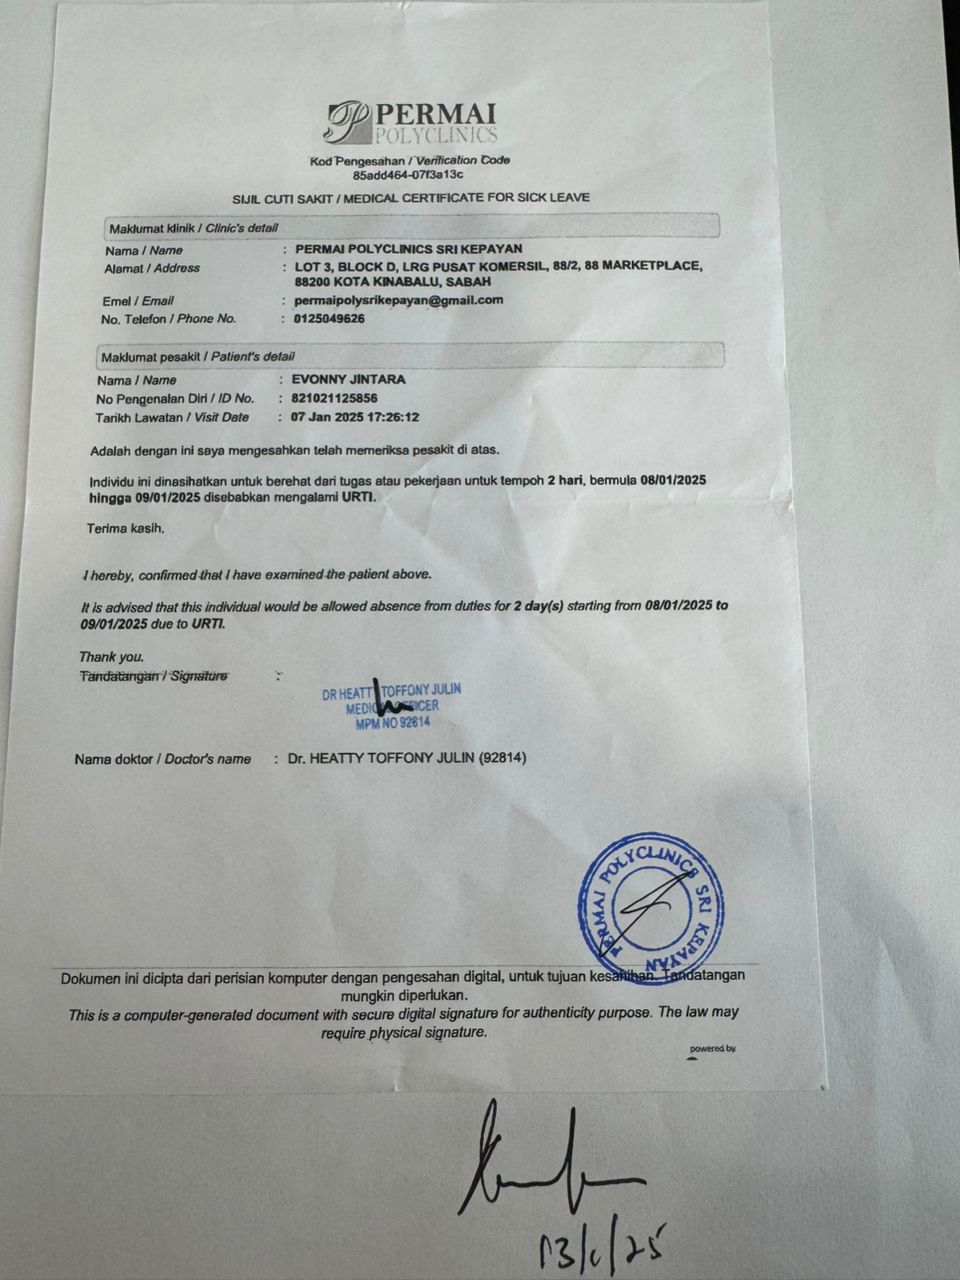 PERMAI
POLYCLINICS
Kod Pengesahan / Verification Code
85add464-07f3a13c
SIJIL CUTI SAKIT / MEDICAL CERTIFICATE FOR SICK LEAVE
Maklumat klinik / Clinic's detail
Nama / Name : PERMAI POLYCLINICS SRI KEPAYAN
Alamat / Address : LOT 3, BLOCK D, LRG PUSAT KOMERSIL, 88/2, 88 MARKETPLACE,
88200 KOTA KINABALU, SABAH
Emel / Email : permaipolysrikepayan@gmail.com
No. Telefon / Phone No. : 0125049626
Maklumat pesakit / Patient's detail
Nama / Name : EVONNY JINTARA
No Pengenalan Diri / ID No. : 821021125856
Tarikh Lawatan / Visit Date : 07 Jan 2025 17:26:12
Adalah dengan ini saya mengesahkan telah memeriksa pesakit di atas.
Individu ini dinasihatkan untuk berehat dari tugas atau pekerjaan untuk tempoh 2 hari, bermula 08/01/2025
hingga 09/01/2025 disebabkan mengalami URTI.
Terima kasih.
I hereby, confirmed that I have examined the patient above.
It is advised that this individual would be allowed absence from duties for 2 day(s) starting from 08/01/2025 to
09/01/2025 due to URTI.
Thank you.
Tandatangan / Signature :
DR HEATTY TOFFONY JULIN
MEDICAL OFFICER
MPM NO 92814
Nama doktor / Doctor's name : Dr. HEATTY TOFFONY JULIN (92814)
PERMAI POLYCLINICS SRI KEPAYAN
Dokumen ini dicipta dari perisian komputer dengan pengesahan digital, untuk tujuan kesahihan. Tandatangan
mungkin diperlukan.
This is a computer-generated document with secure digital signature for authenticity purpose. The law may
require physical signature.
powered by
13/1/25